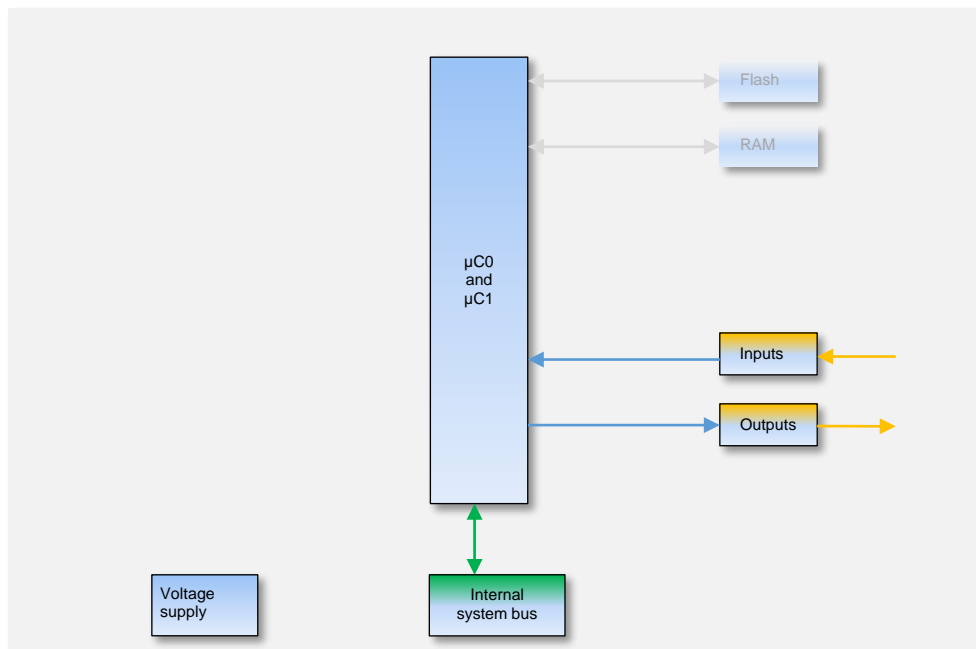 Flash
RAM
µC0
and
µC1
Inputs
Outputs
Voltage
supply
Internal
system bus